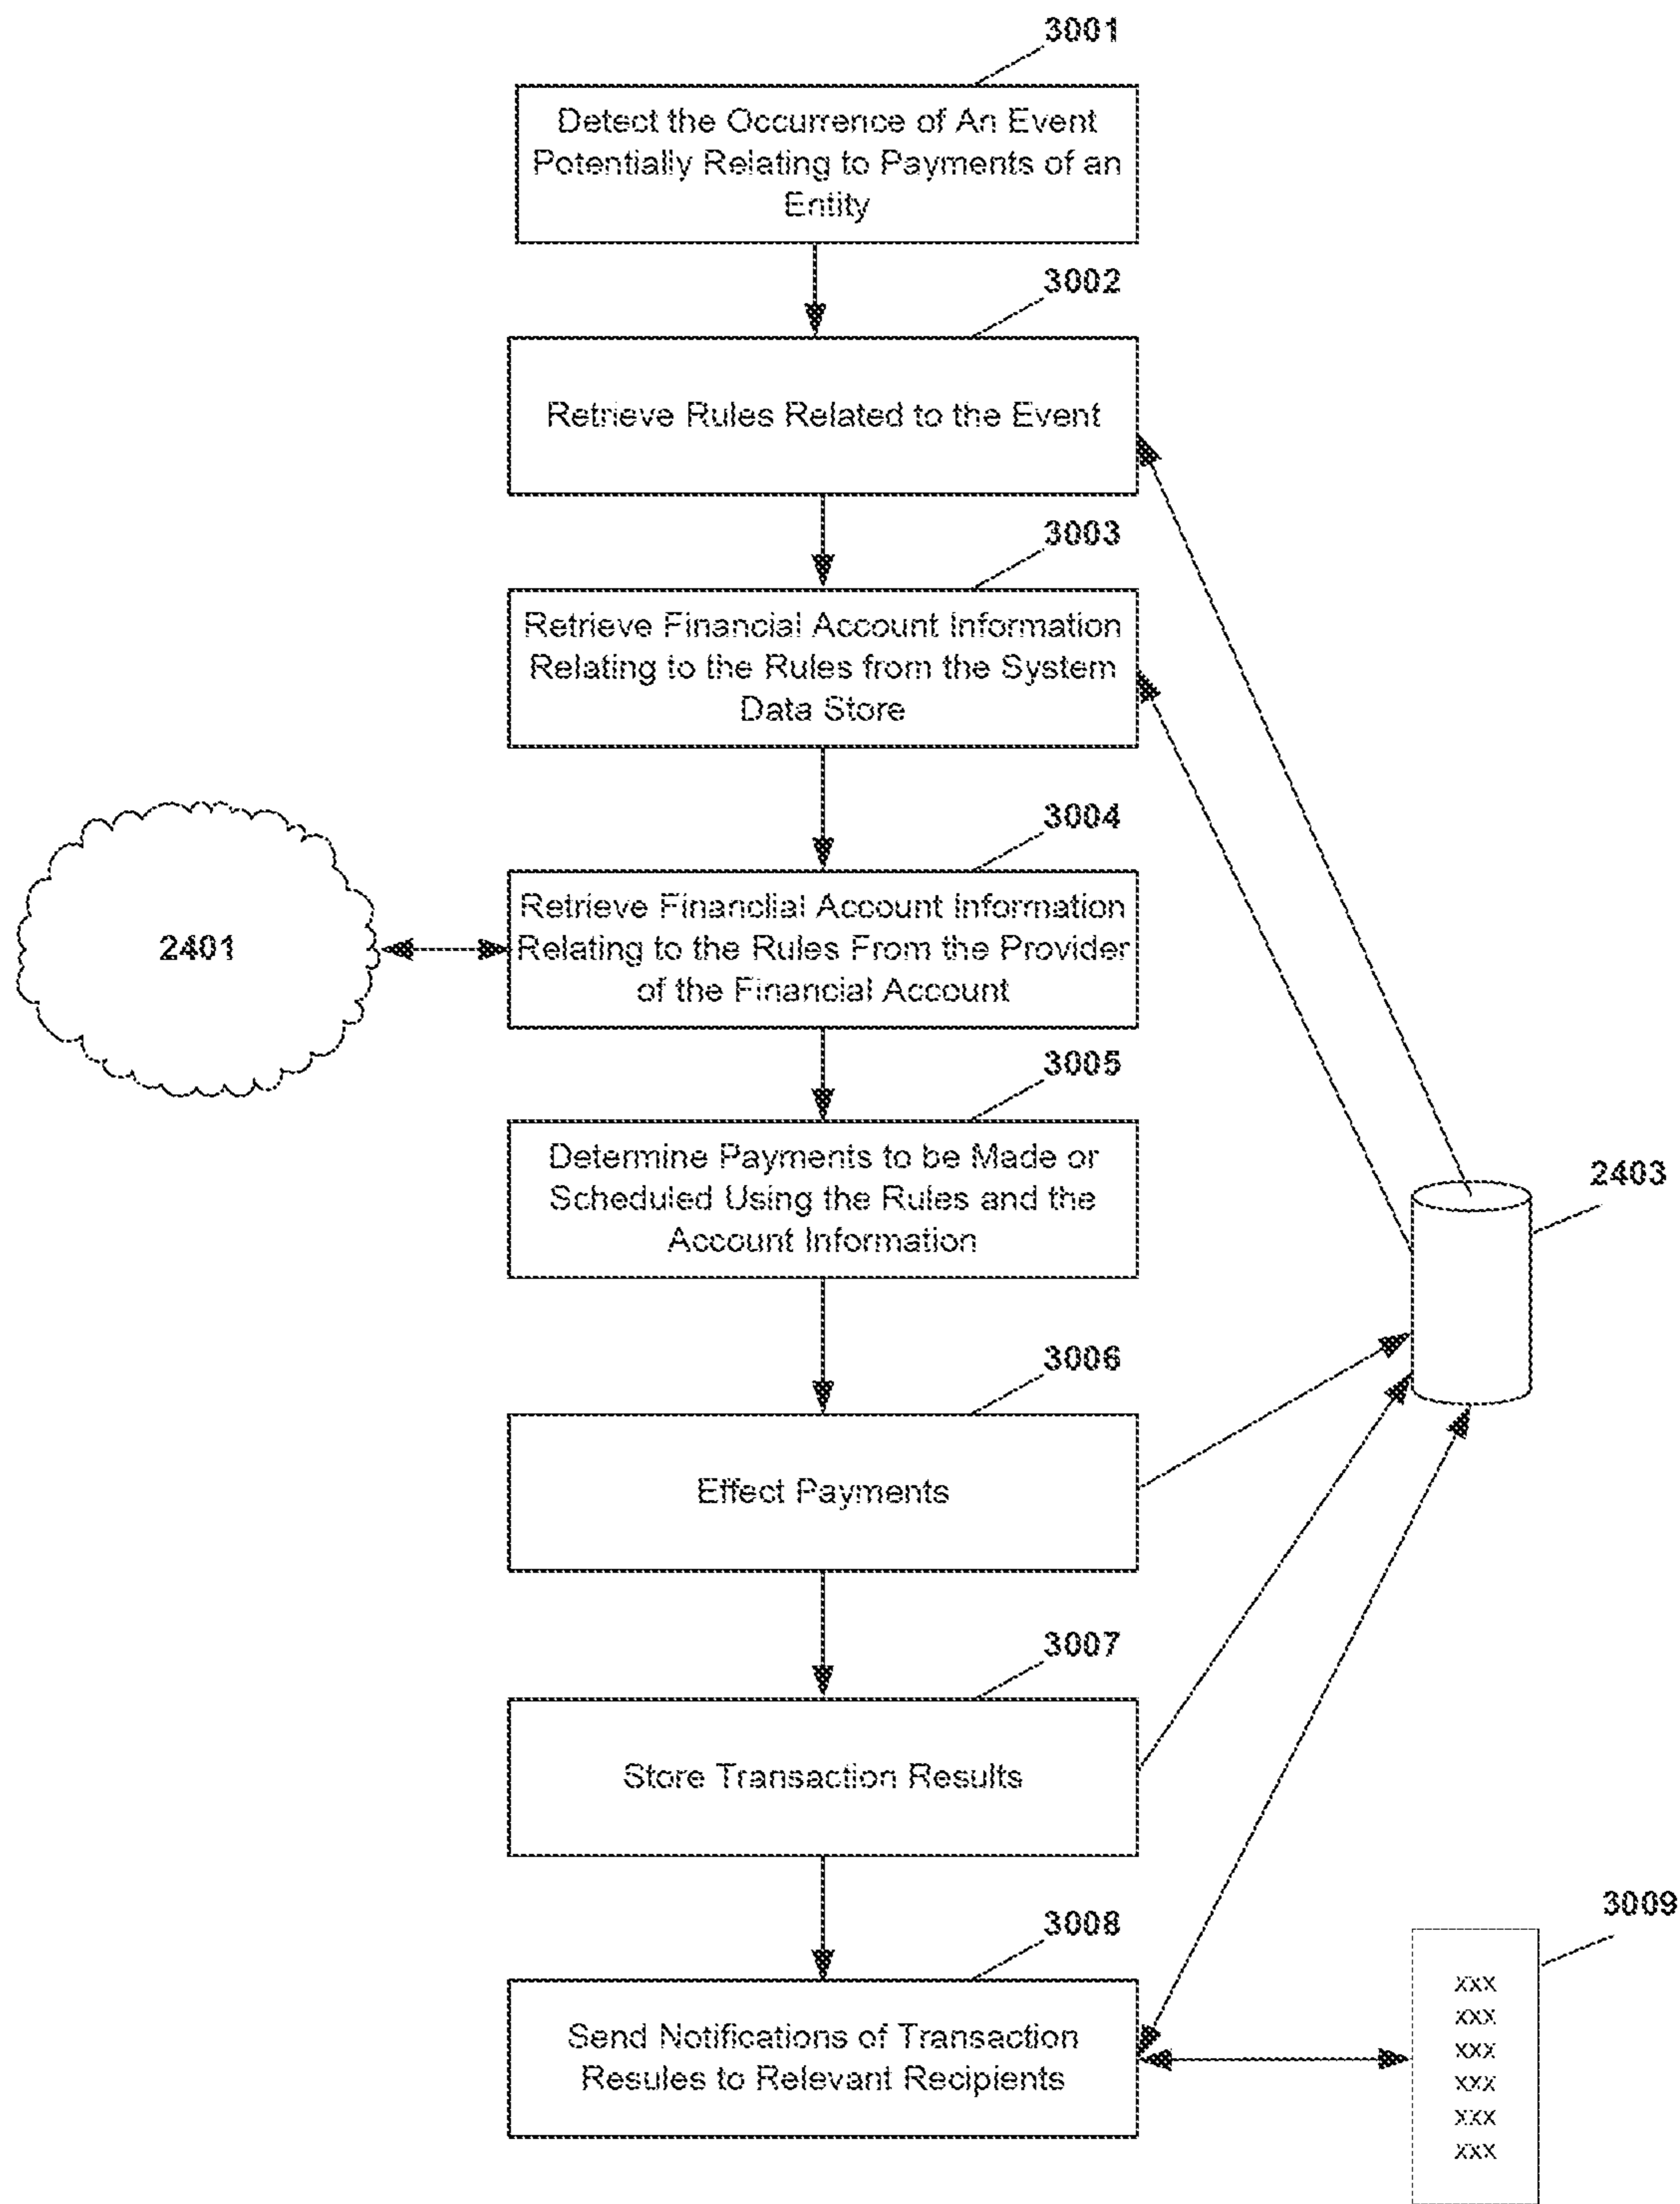 3001
Detect the Occurrence of An Event
Potentially Relating to Payments of an
Entity
3002
Retrieve Rules Related to the Event
3003
Retrieve Financial Account Information
Relating to the Rules from the System
Data Store
3004
Retrieve Financlial Account Information
Relating to the Rules From the Provider
of the Financial Account
2401
3005
Determine Payments to be Made or
Scheduled Using the Rules and the
Account Information
2403
3006
Effect Payments
3007
Store Transaction Results
3008
Send Notifications of Transaction
Resules to Relevant Recipients
3009
xxx
xxx
xxx
xxx
xxx
xxx